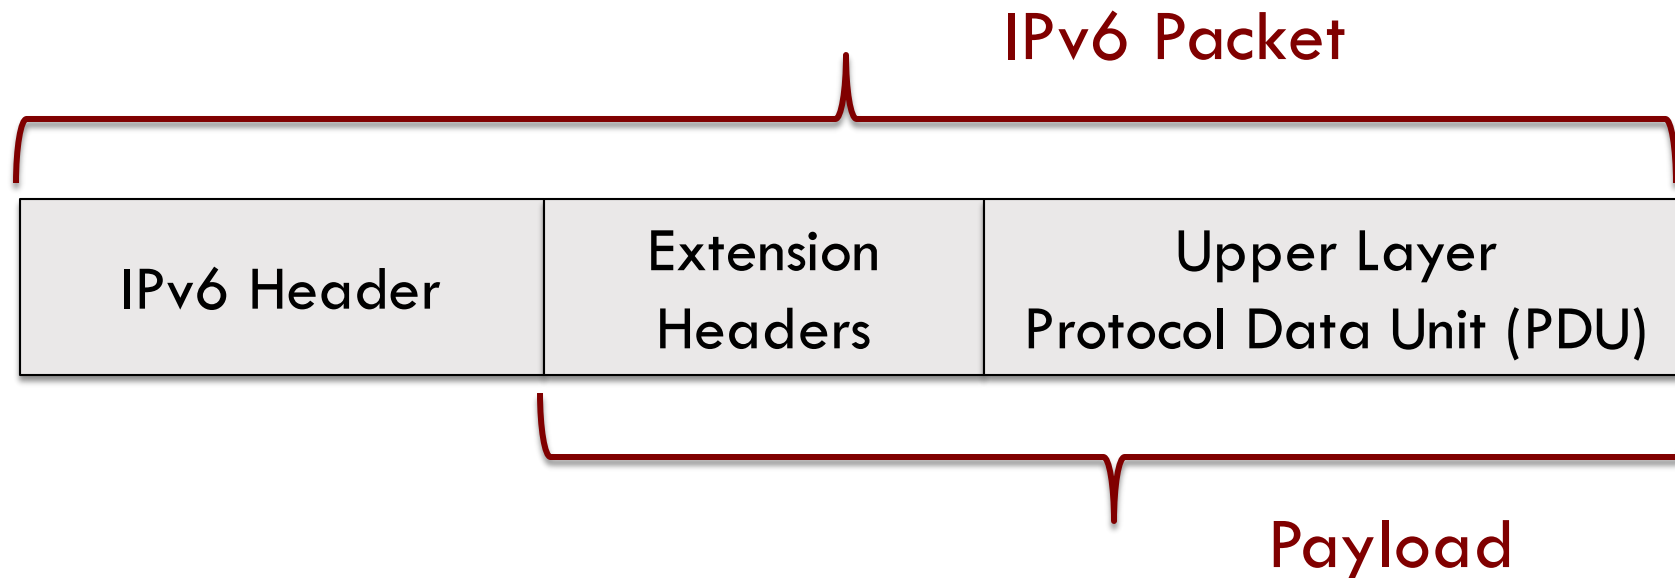 IPv6 Packet
IPv6 Header
Extension
Headers
Upper Layer
Protocol Data Unit (PDU)
Payload